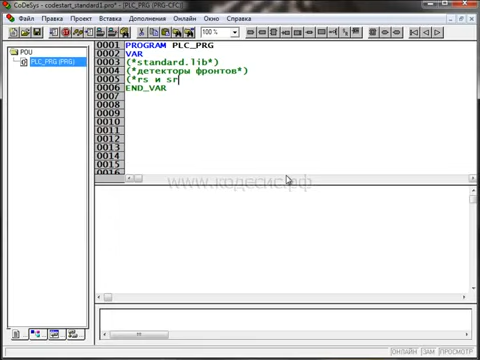 CoDeSys - codestart_standard1.pro* - [PLC_PRG (PRG-CFC)]
Файл Правка Проект Вставка Дополнения Онлайн Окно Справка
100 %
POU
PLC_PRG (PRG)
0001 PROGRAM PLC_PRG
0002 VAR
0003 (*standard.lib*)
0004 (*детекторы фронтов*)
0005 (*rs и sr
0006 END_VAR
0007
0008
0009
0010
0011
0012
0013
0014
0015
0016
www.кодесис.рф
ОНЛАЙН ЗАМ ПРОСМОТР